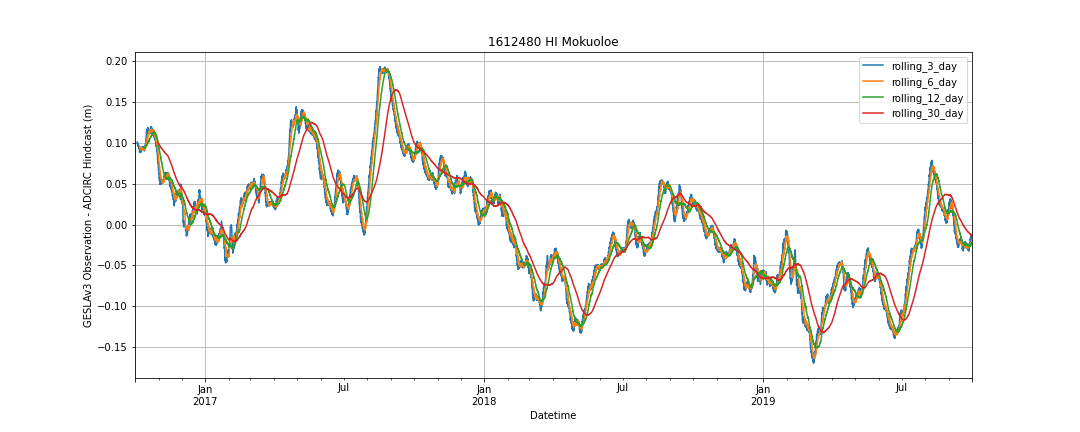 1612480 HI Mokuoloe
GESLAv3 Observation - ADCIRC Hindcast (m)
0.20
0.15
0.10
0.05
0.00
−0.05
−0.10
−0.15
rolling_3_day
rolling_6_day
rolling_12_day
rolling_30_day
Jan
2017
Jul
Jan
2018
Jul
Jan
2019
Jul
Datetime